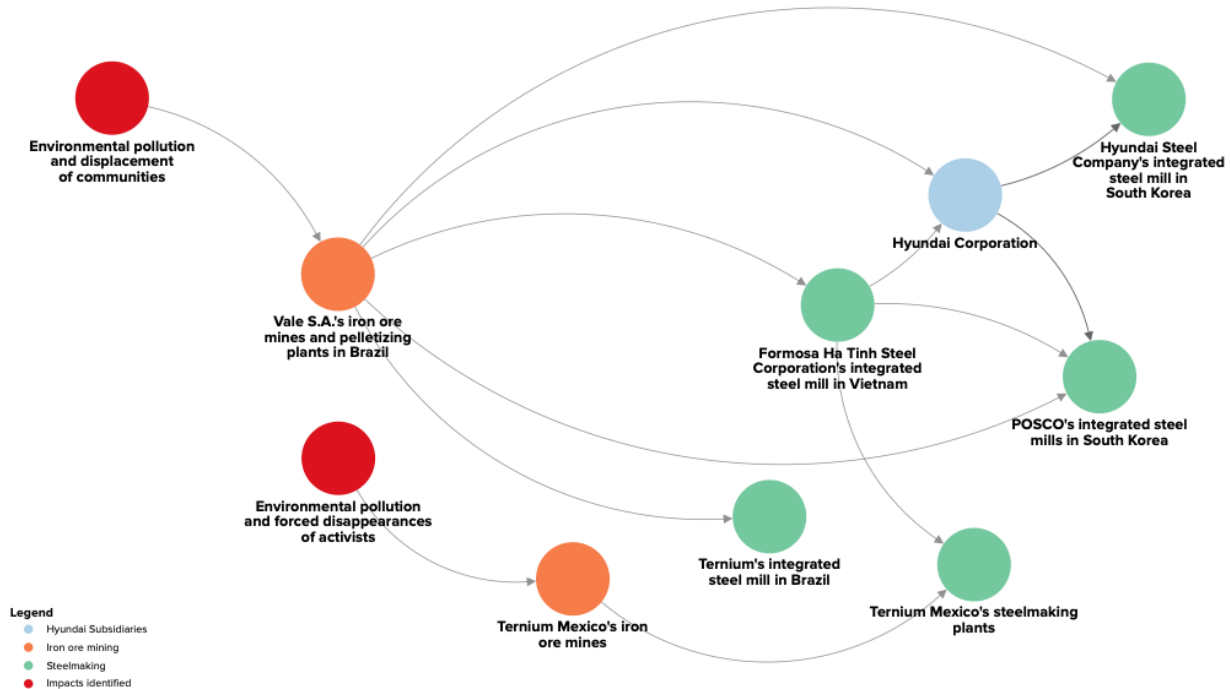 Environmental pollution
and displacement
of communities
Hyundai Steel
Company's integrated
steel mill in
South Korea
Hyundai Corporation
Vale S.A.'s iron ore
mines and pelletizing
plants in Brazil
Formosa Ha Tinh Steel
Corporation's integrated
steel mill in Vietnam
POSCO's integrated steel
mills in South Korea
Environmental pollution
and forced disappearances
of activists
Ternium's integrated
steel mill in Brazil
Ternium Mexico's iron
ore mines
Ternium Mexico's steelmaking
plants
Legend
Hyundai Subsidiaries
Iron ore mining
Steelmaking
Impacts identified